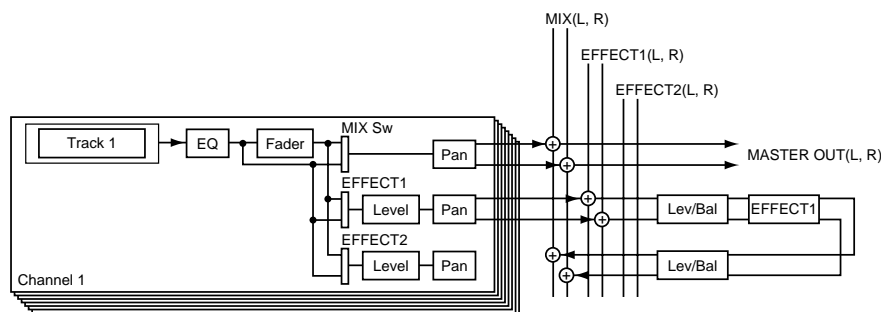 MIX(L, R)
EFFECT1(L, R)
EFFECT2(L, R)
MIX Sw
Track 1
EQ
Fader
Pan
MASTER OUT(L, R)
EFFECT1
Level
Pan
Lev/Bal
EFFECT1
EFFECT2
Level
Pan
Lev/Bal
Channel 1